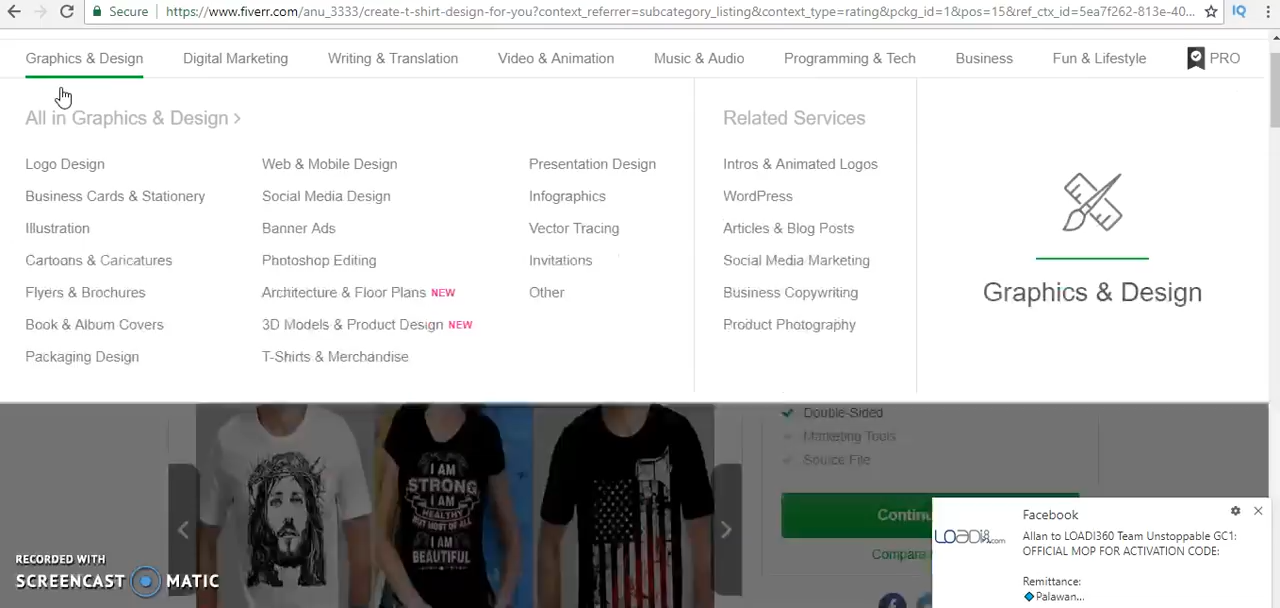 Secure
https://www.fiverr.com/anu_3333/create-t-shirt-design-for-you?context_referrer=subcategory_listing&context_type=rating&pckg_id=1&pos=15&ref_ctx_id=5ea7f262-813e-40...
IQ
Graphics & Design
Digital Marketing
Writing & Translation
Video & Animation
Music & Audio
Programming & Tech
Business
Fun & Lifestyle
PRO
All in Graphics & Design >
Logo Design
Business Cards & Stationery
Illustration
Cartoons & Caricatures
Flyers & Brochures
Book & Album Covers
Packaging Design
Web & Mobile Design
Social Media Design
Banner Ads
Photoshop Editing
Architecture & Floor Plans NEW
3D Models & Product Design NEW
T-Shirts & Merchandise
Presentation Design
Infographics
Vector Tracing
Invitations
Other
Related Services
Intros & Animated Logos
WordPress
Articles & Blog Posts
Social Media Marketing
Business Copywriting
Product Photography
Graphics & Design
I AM
STRONG
I AM
HEALTHY
BUT MOST OF ALL
I AM
BEAUTIFUL
Double-Sided
Marketing Tools
Source File
Facebook
Allan to LOADI360 Team Unstoppable GC1:
OFFICIAL MOP FOR ACTIVATION CODE:
Remittance:
Palawan...
RECORDED WITH
SCREENCAST MATIC